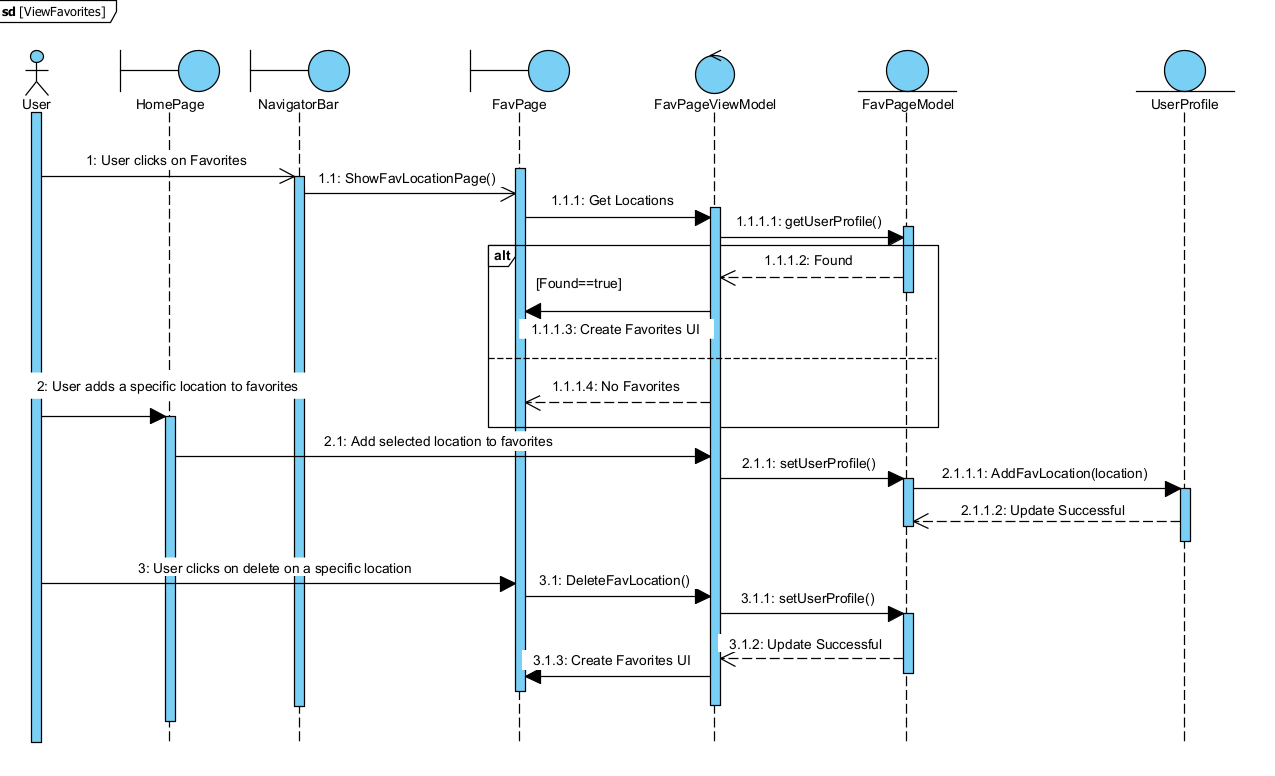 sd [ViewFavorites]
User
HomePage
NavigatorBar
FavPage
FavPageViewModel
FavPageModel
UserProfile
1: User clicks on Favorites
1.1: ShowFavLocationPage()
1.1.1: Get Locations
1.1.1.1: getUserProfile()
alt
1.1.1.2: Found
[Found==true]
1.1.1.3: Create Favorites UI
2: User adds a specific location to favorites
1.1.1.4: No Favorites
2.1: Add selected location to favorites
2.1.1: setUserProfile()
2.1.1.1: AddFavLocation(location)
2.1.1.2: Update Successful
3: User clicks on delete on a specific location
3.1: DeleteFavLocation()
3.1.1: setUserProfile()
3.1.2: Update Successful
3.1.3: Create Favorites UI